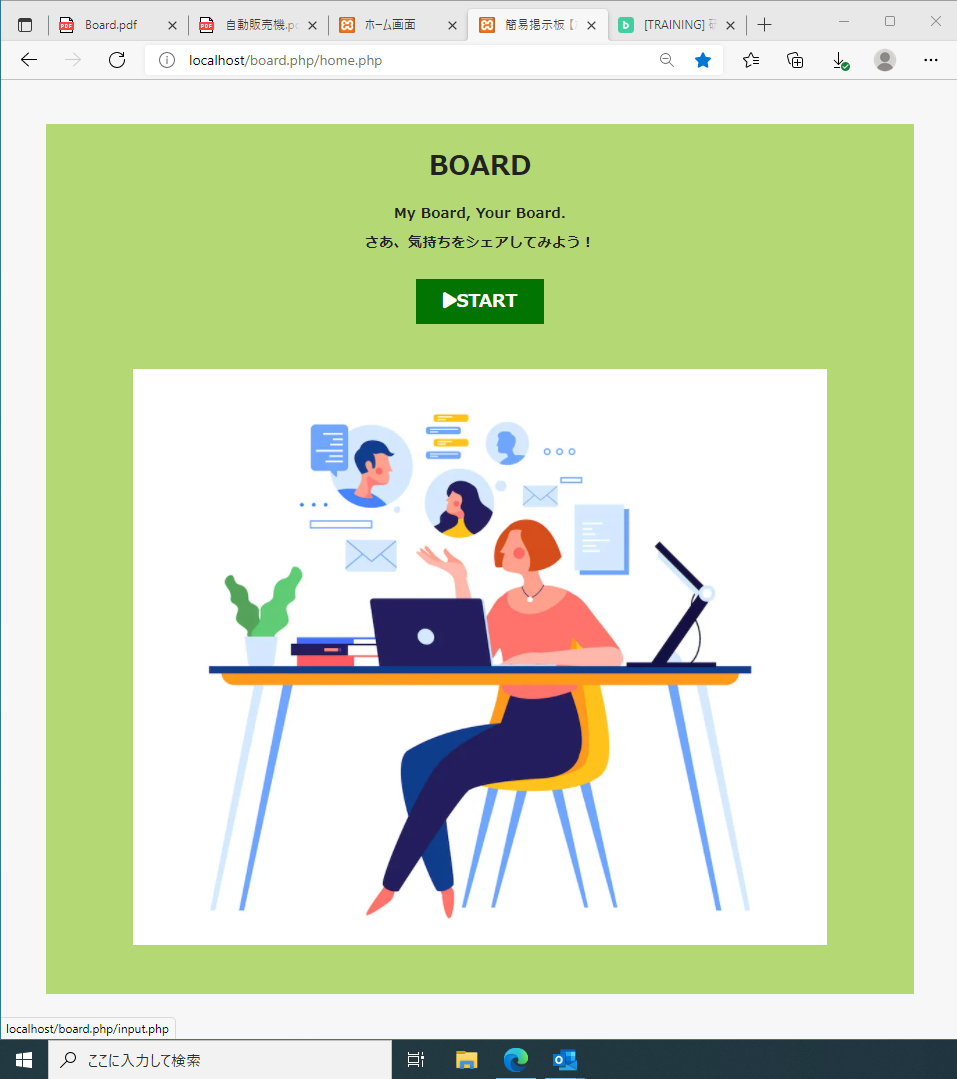 Board.pdf
自動販売機.pd
ホーム画面
簡易掲示板【
[TRAINING]
localhost/board.php/home.php
BOARD
My Board, Your Board.
さあ、気持ちをシェアしてみよう！
START
localhost/board.php/input.php
ここに入力して検索